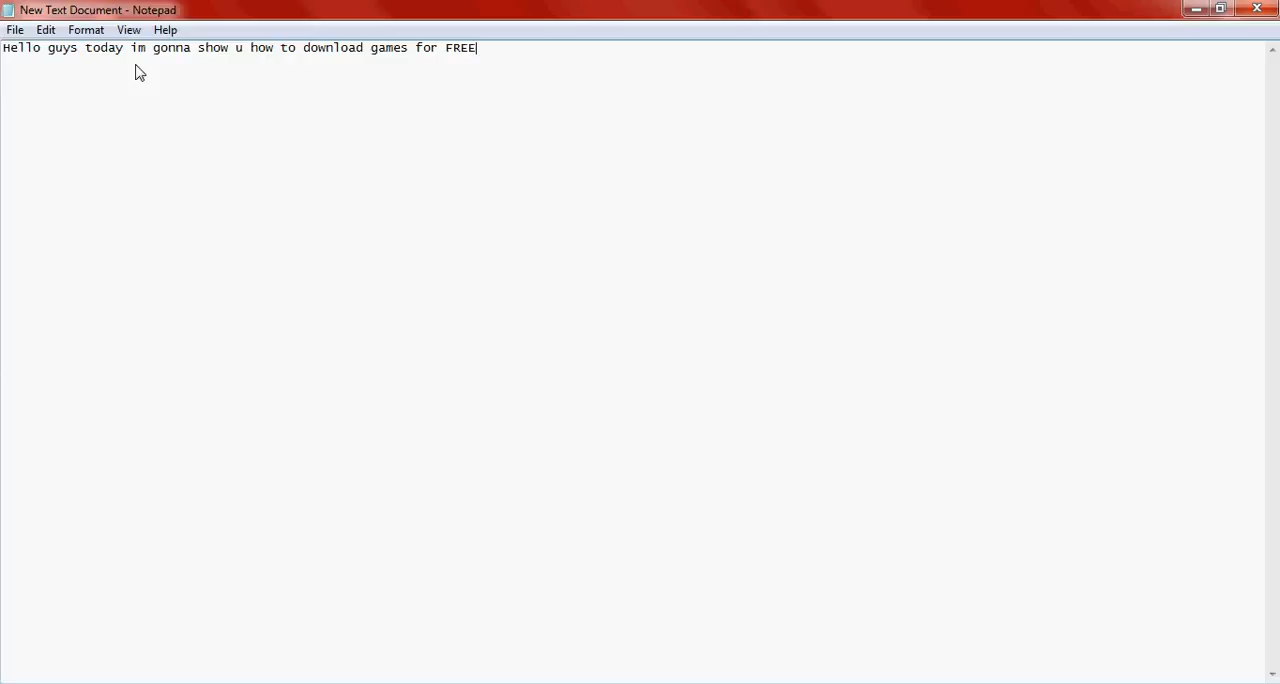 New Text Document - Notepad
File Edit Format View Help
Hello guys today im gonna show u how to download games for FREE